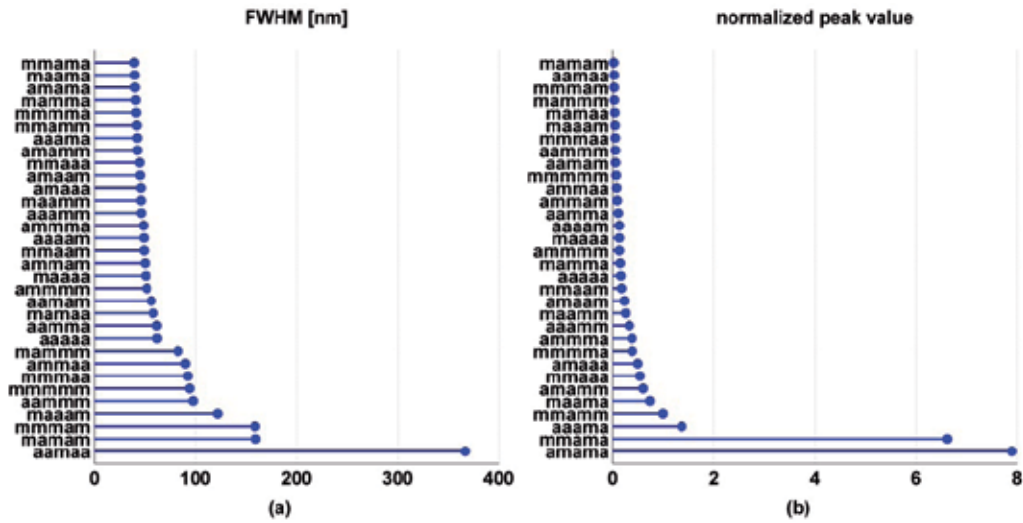 FWHM [nm]
mmama
maama
amama
mamma
mmmma
mmamm
aaama
amamm
mmaaa
amaam
amaaa
maamm
aaamm
ammma
aaaam
mmaam
ammam
maaaa
ammmm
aamam
mamaa
aamma
aaaaa
mammm
ammaa
mmmaa
mmmmm
aammm
maaam
mmmam
mamam
aamaa
0 100 200 300 400
(a)
normalized peak value
mamam
aamaa
mmmam
mammm
mamaa
maaam
mmmaa
aammm
aamam
mmmmm
ammaa
ammam
aamma
aaaam
maaaa
ammmm
mamma
aaaaa
mmaam
amaam
maamm
aaamm
ammma
mmmma
amaaa
mmaaa
amamm
maama
mmamm
aaama
mmama
amama
0 2 4 6 8
(b)